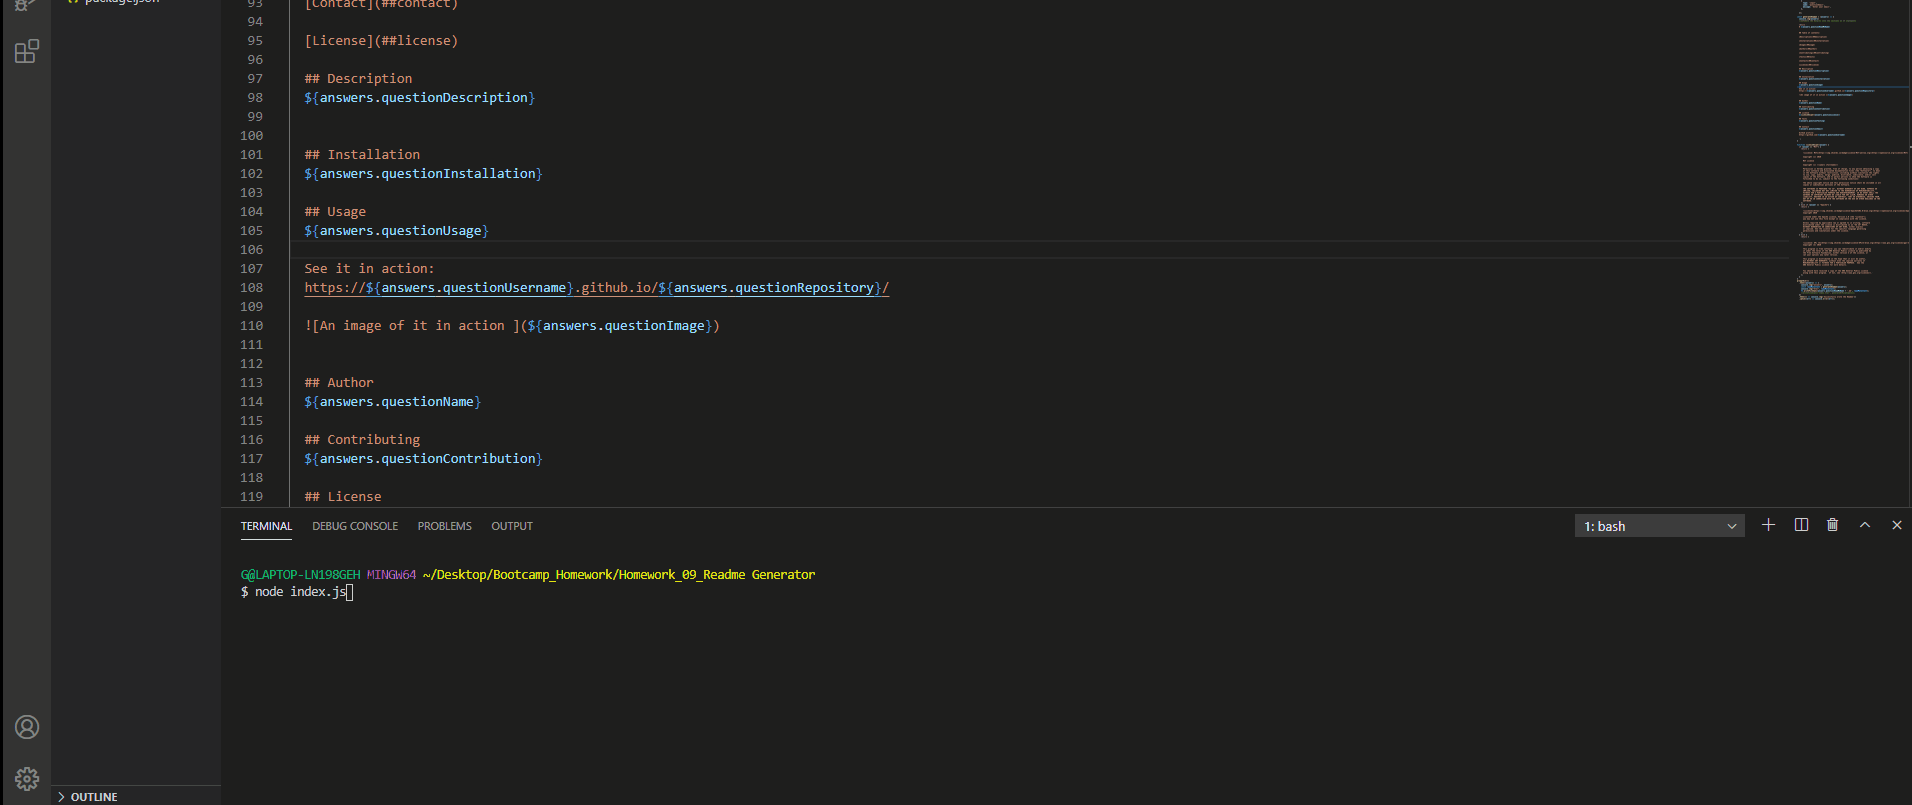 package.json
93 [Contact](##contact)
94
95 [License](##license)
96
97 ## Description
98 ${answers.questionDescription}
99
100
101 ## Installation
102 ${answers.questionInstallation}
103
104 ## Usage
105 ${answers.questionUsage}
106
107 See it in action:
108 https://${answers.questionUsername}.github.io/${answers.questionRepository}/
109
110 ![An image of it in action ](${answers.questionImage})
111
112
113 ## Author
114 ${answers.questionName}
115
116 ## Contributing
117 ${answers.questionContribution}
118
119 ## License
TERMINAL DEBUG CONSOLE PROBLEMS OUTPUT 1: bash
G@LAPTOP-LN198GEH MINGW64 ~/Desktop/Bootcamp_Homework/Homework_09_Readme Generator
$ node index.js
OUTLINE